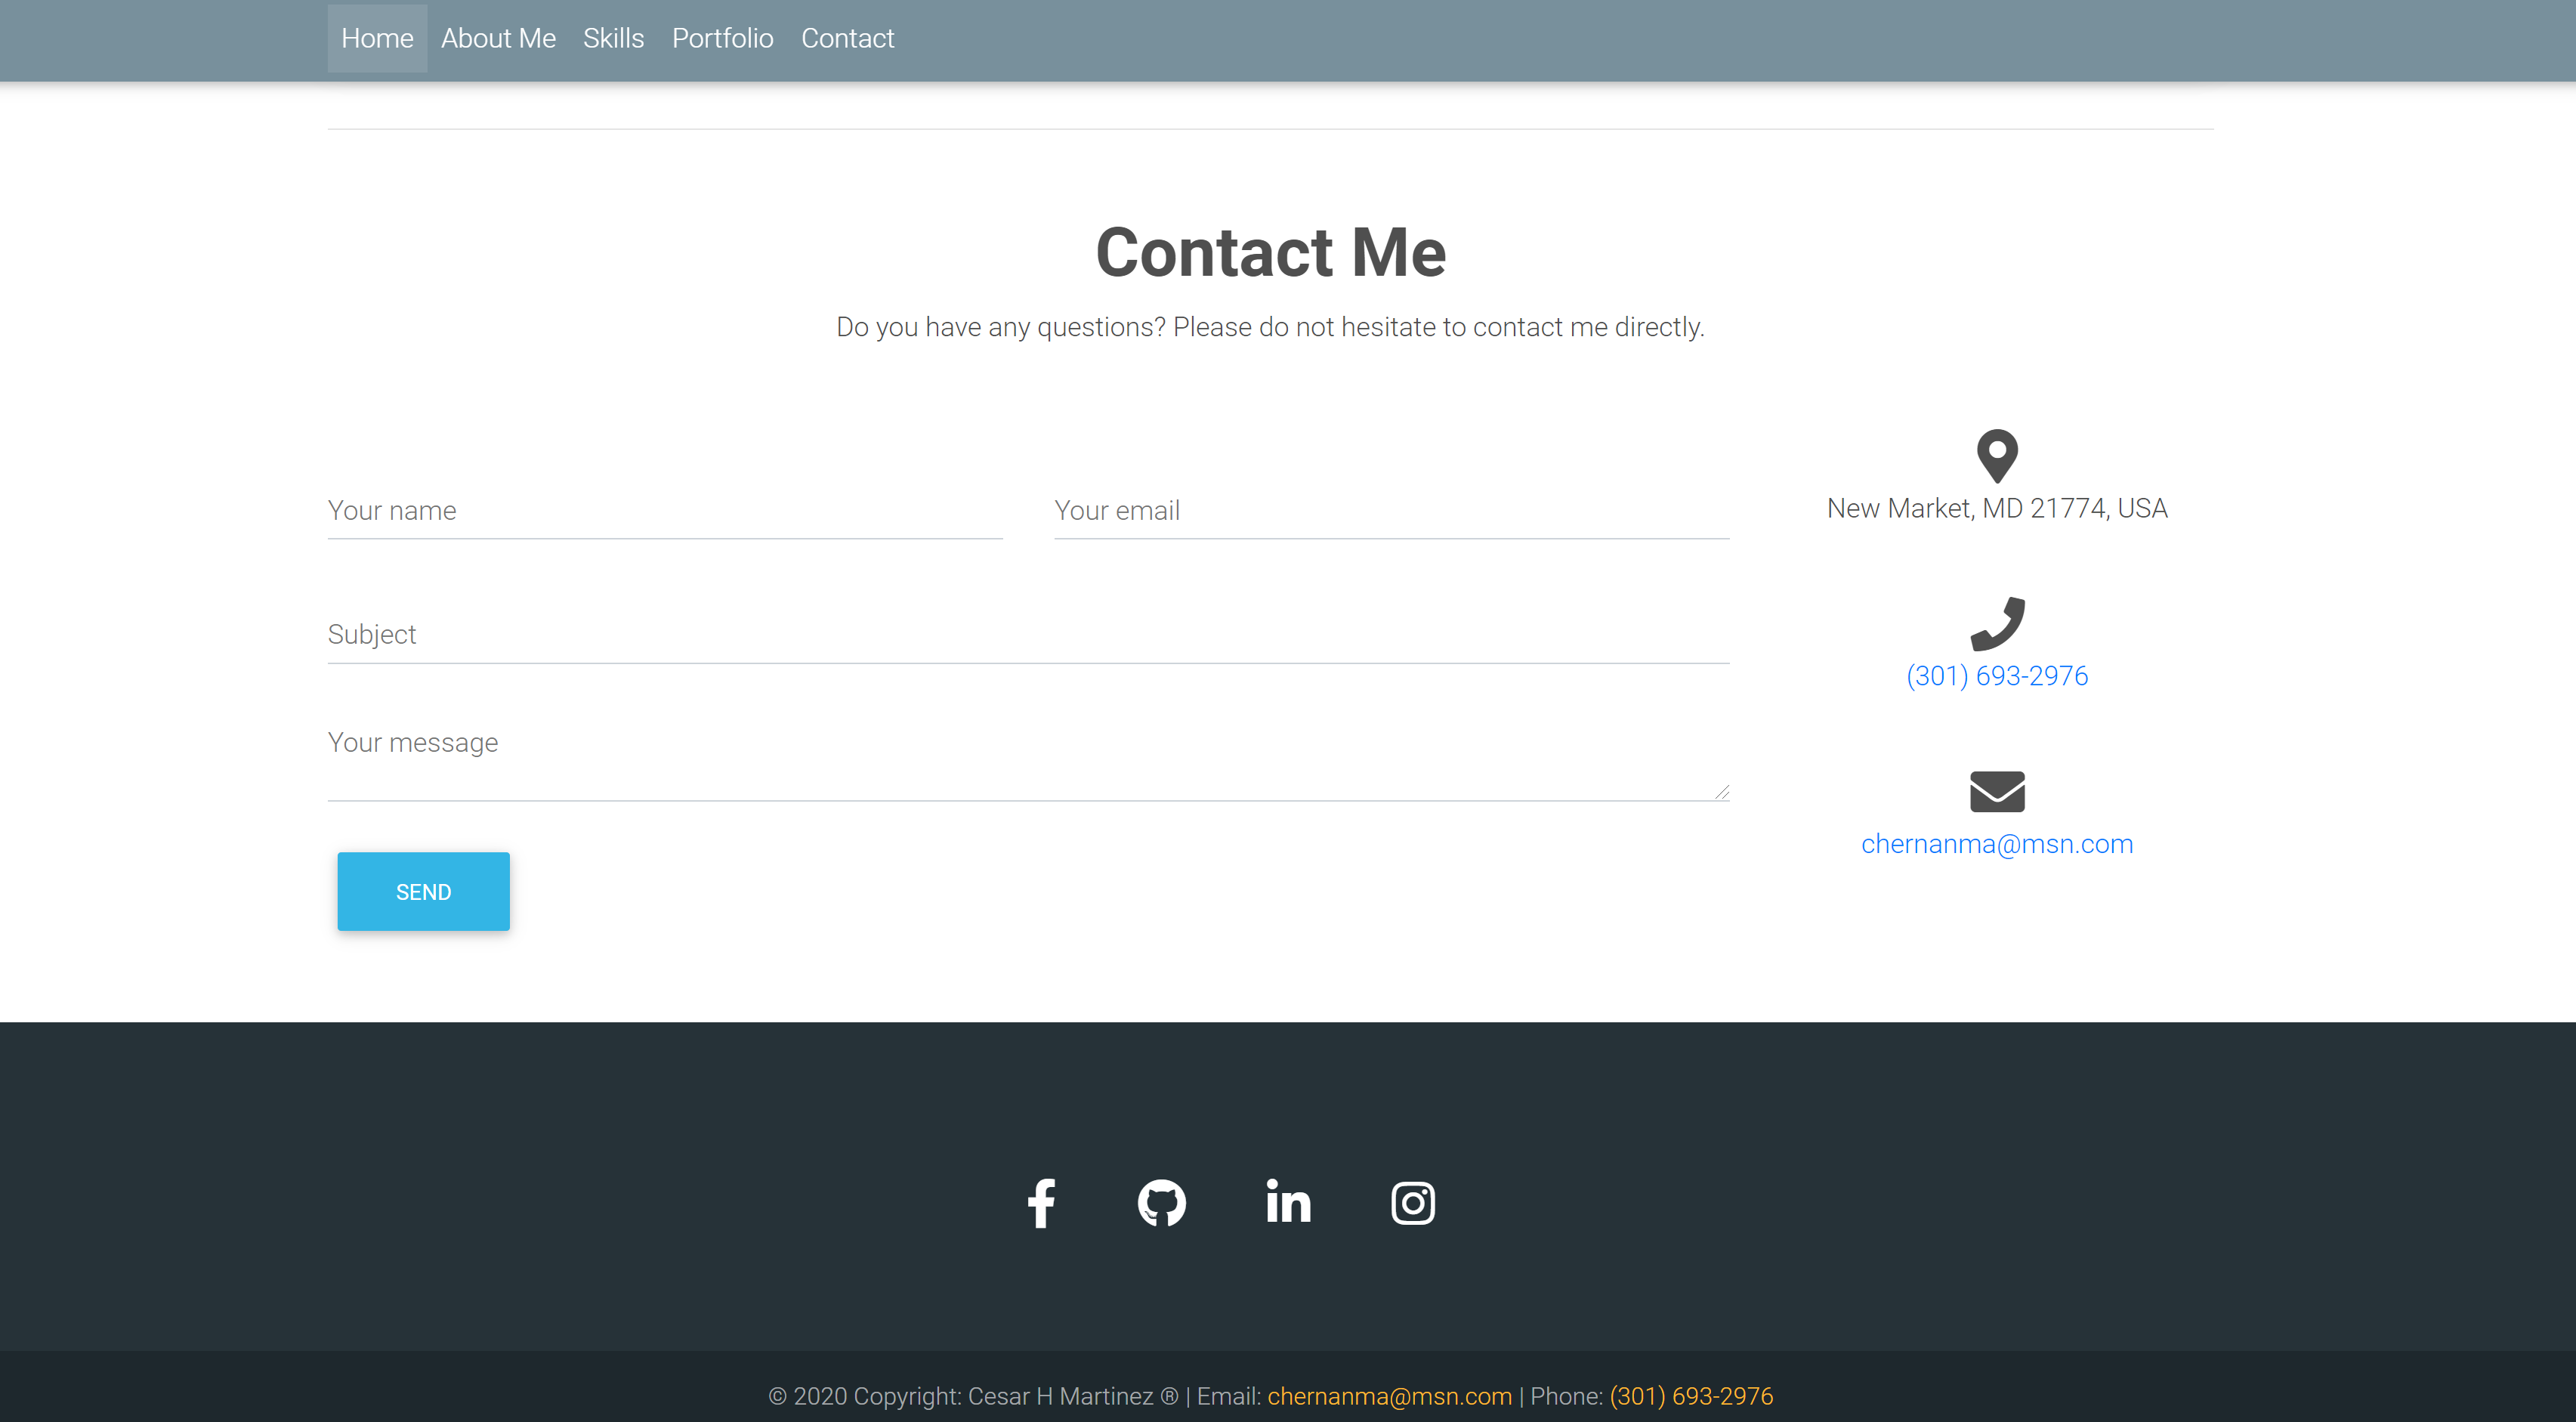 Home About Me Skills Portfolio Contact
Contact Me
Do you have any questions? Please do not hesitate to contact me directly.
Your name Your email
Subject
Your message
SEND
New Market, MD 21774, USA
(301) 693-2976
chernanma@msn.com
© 2020 Copyright: Cesar H Martinez ® | Email: chernanma@msn.com | Phone: (301) 693-2976